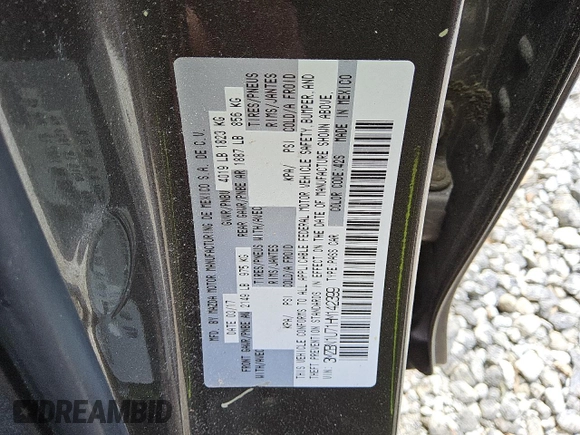 MFD BY MAZDA MOTOR MANUFACTURING DE MEXICO S.A. DE C.V.
DATE 02/17 GVWR/PNBV 4019 LB 1823 KG
FRONT GAWR/PNBE AV 2149 LB 975 KG REAR GAWR/PNBE AR 1887 LB 856 KG
WITH/AVEC TIRES/PNEUS WITH/AVEC TIRES/PNEUS
RIMS/JANTES RIMS/JANTES
KPA/ PSI COLD/A FROID KPA/ PSI COLD/A FROID
THIS VEHICLE CONFORMS TO ALL APPLICABLE FEDERAL MOTOR VEHICLE SAFETY, BUMPER, AND
THEFT PREVENTION STANDARDS IN EFFECT ON THE DATE OF MANUFACTURE SHOWN ABOVE.
VIN: 3MZBN1U71HM142999 TYPE: PASS CAR COLOR CODE: 42S MADE IN MEXICO
DREAMBID